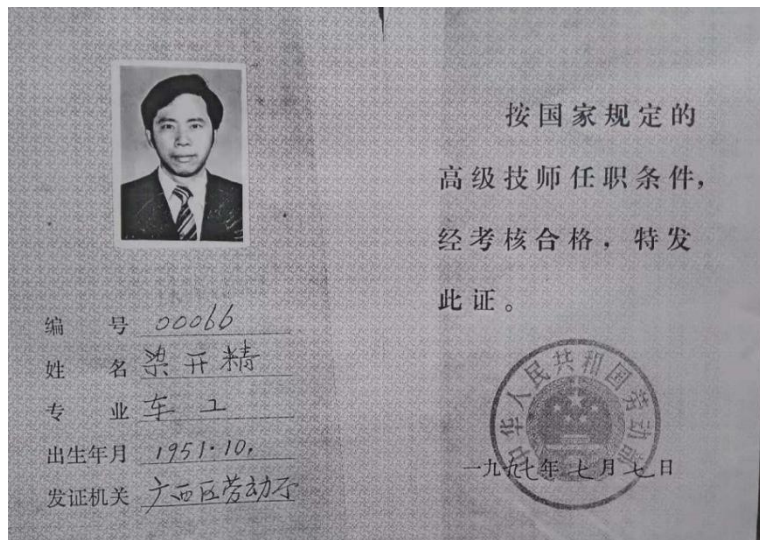 编 号 00066
姓 名 梁开精
专 业 车工
出生年月 1951.10.
发证机关 广西区劳动厅
按国家规定的
高级技师任职条件,
经考核合格,特发
此证。
中华人民共和国劳动部
一九九七年七月七日